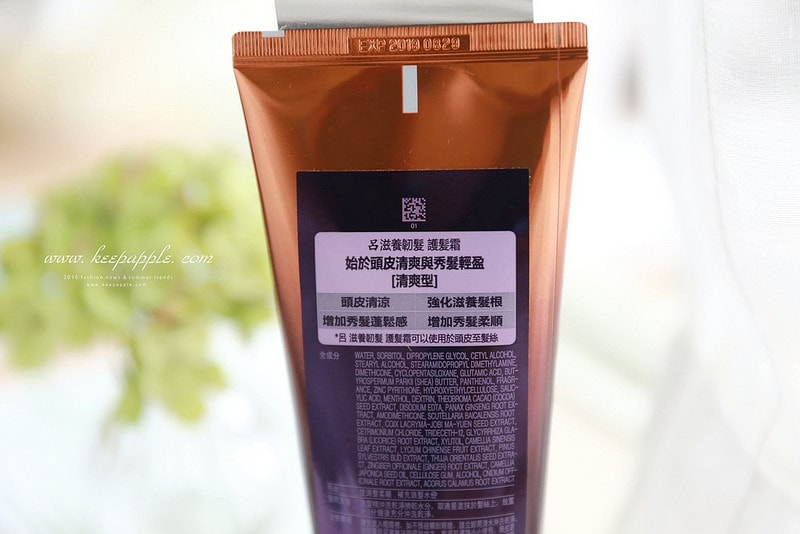 EXP 2019 0829
01
呂滋養韌髮 護髮霜
始於頭皮清爽與秀髮輕盈
[清爽型]
頭皮清涼 強化滋養髮根
增加秀髮蓬鬆感 增加秀髮柔順
*呂 滋養韌髮 護髮霜可以使用於頭皮至髮絲
全成分 WATER, SORBITOL, DIPROPYLENE GLYCOL, CETYL ALCOHOL,
STEARYL ALCOHOL, STEARAMIDOPROPYL DIMETHYLAMINE,
DIMETHICONE, CYCLOPENTASILOXANE, GLUTAMIC ACID, BUT-
YROSPERMUM PARKII (SHEA) BUTTER, PANTHENOL, FRAGR-
ANCE, ZINC PYRITHIONE, HYDROXYETHYLCELLULOSE, SALIC-
YLIC ACID, MENTHOL, DEXTRIN, THEOBROMA CACAO (COCOA)
SEED EXTRACT, DISODIUM EDTA, PANAX GINSENG ROOT EX-
TRACT, AMODIMETHICONE, SCUTELLARIA BAICALENSIS ROOT
EXTRACT, COIX LACRYMA-JOBI MA-YUEN SEED EXTRACT,
CETRIMONIUM CHLORIDE, TRIDECETH-12, GLYCYRRHIZA GLA-
BRA (LICORICE) ROOT EXTRACT, XYLITOL, CAMELLIA SINENSIS
LEAF EXTRACT, LYCIUM CHINENSE FRUIT EXTRACT, PINUS
SYLVESTRIS BUD EXTRACT, THUJA ORIENTALIS SEED EXTRA-
CT, ZINGIBER OFFICINALE (GINGER) ROOT EXTRACT, CAMELLIA
JAPONICA SEED OIL, CELLULOSE GUM, ALCOHOL, CNIDIUM OFF-
ICINALE ROOT EXTRACT, ACORUS CALAMUS ROOT EXTRACT
www.keepapple.com
2016 fashion news & summer trends
www.keepapple.com